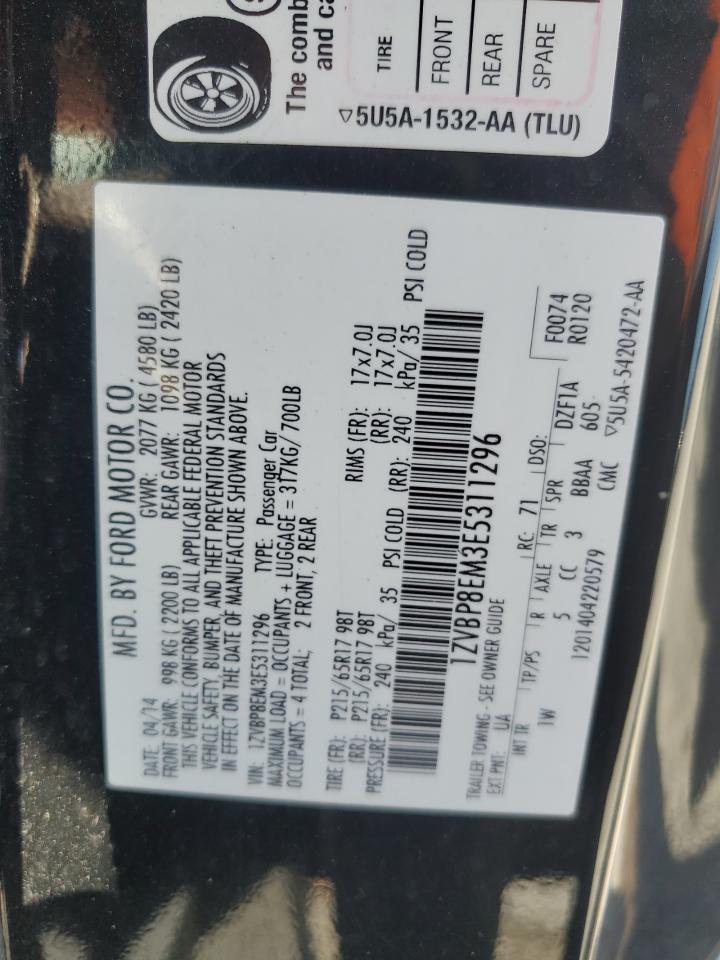 The comb
and ca
TIRE
FRONT
REAR
SPARE
▽5U5A-1532-AA (TLU)
MFD. BY FORD MOTOR CO.
DATE: 04/14 GVWR: 2077 KG ( 4580 LB)
FRONT GAWR: 998 KG ( 2200 LB) REAR GAWR: 1098 KG ( 2420 LB)
THIS VEHICLE CONFORMS TO ALL APPLICABLE FEDERAL MOTOR
VEHICLE SAFETY, BUMPER, AND THEFT PREVENTION STANDARDS
IN EFFECT ON THE DATE OF MANUFACTURE SHOWN ABOVE.
VIN: 1ZVBP8EM3E5311296 TYPE: Passenger Car
MAXIMUM LOAD = OCCUPANTS + LUGGAGE = 317KG/ 700LB
OCCUPANTS = 4 TOTAL; 2 FRONT, 2 REAR
TIRE (FR): P215/65R17 98T RIMS (FR): 17x7.0J
(RR): P215/65R17 98T (RR): 17x7.0J
PRESSURE (FR): 240 kPa/ 35 PSI COLD (RR): 240 kPa/ 35 PSI COLD
1ZVBP8EM3E5311296
TRAILER TOWING - SEE OWNER GUIDE
EXT PNT: UA RC: 71 DSO: F0074
INT TR TP/PS R AXLE TR SPR R0120
1W 5 CC 3 BBAA DZF1A
1201404220579 CMC 605
▽5U5A-5420472-AA